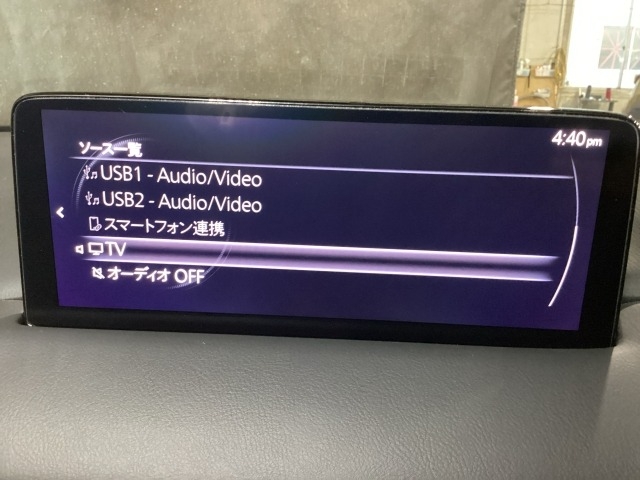 4:40pm
ソース一覧
USB1 - Audio/Video
USB2 - Audio/Video
スマートフォン連携
TV
オーディオ OFF